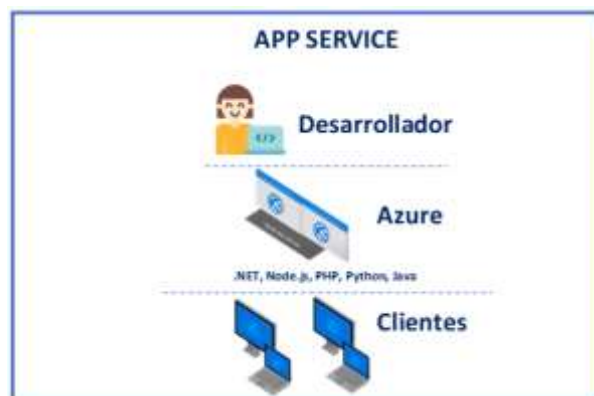 APP SERVICE
Desarrollador
</>
Azure
.NET, Node.js, PHP, Python, Java
Clientes